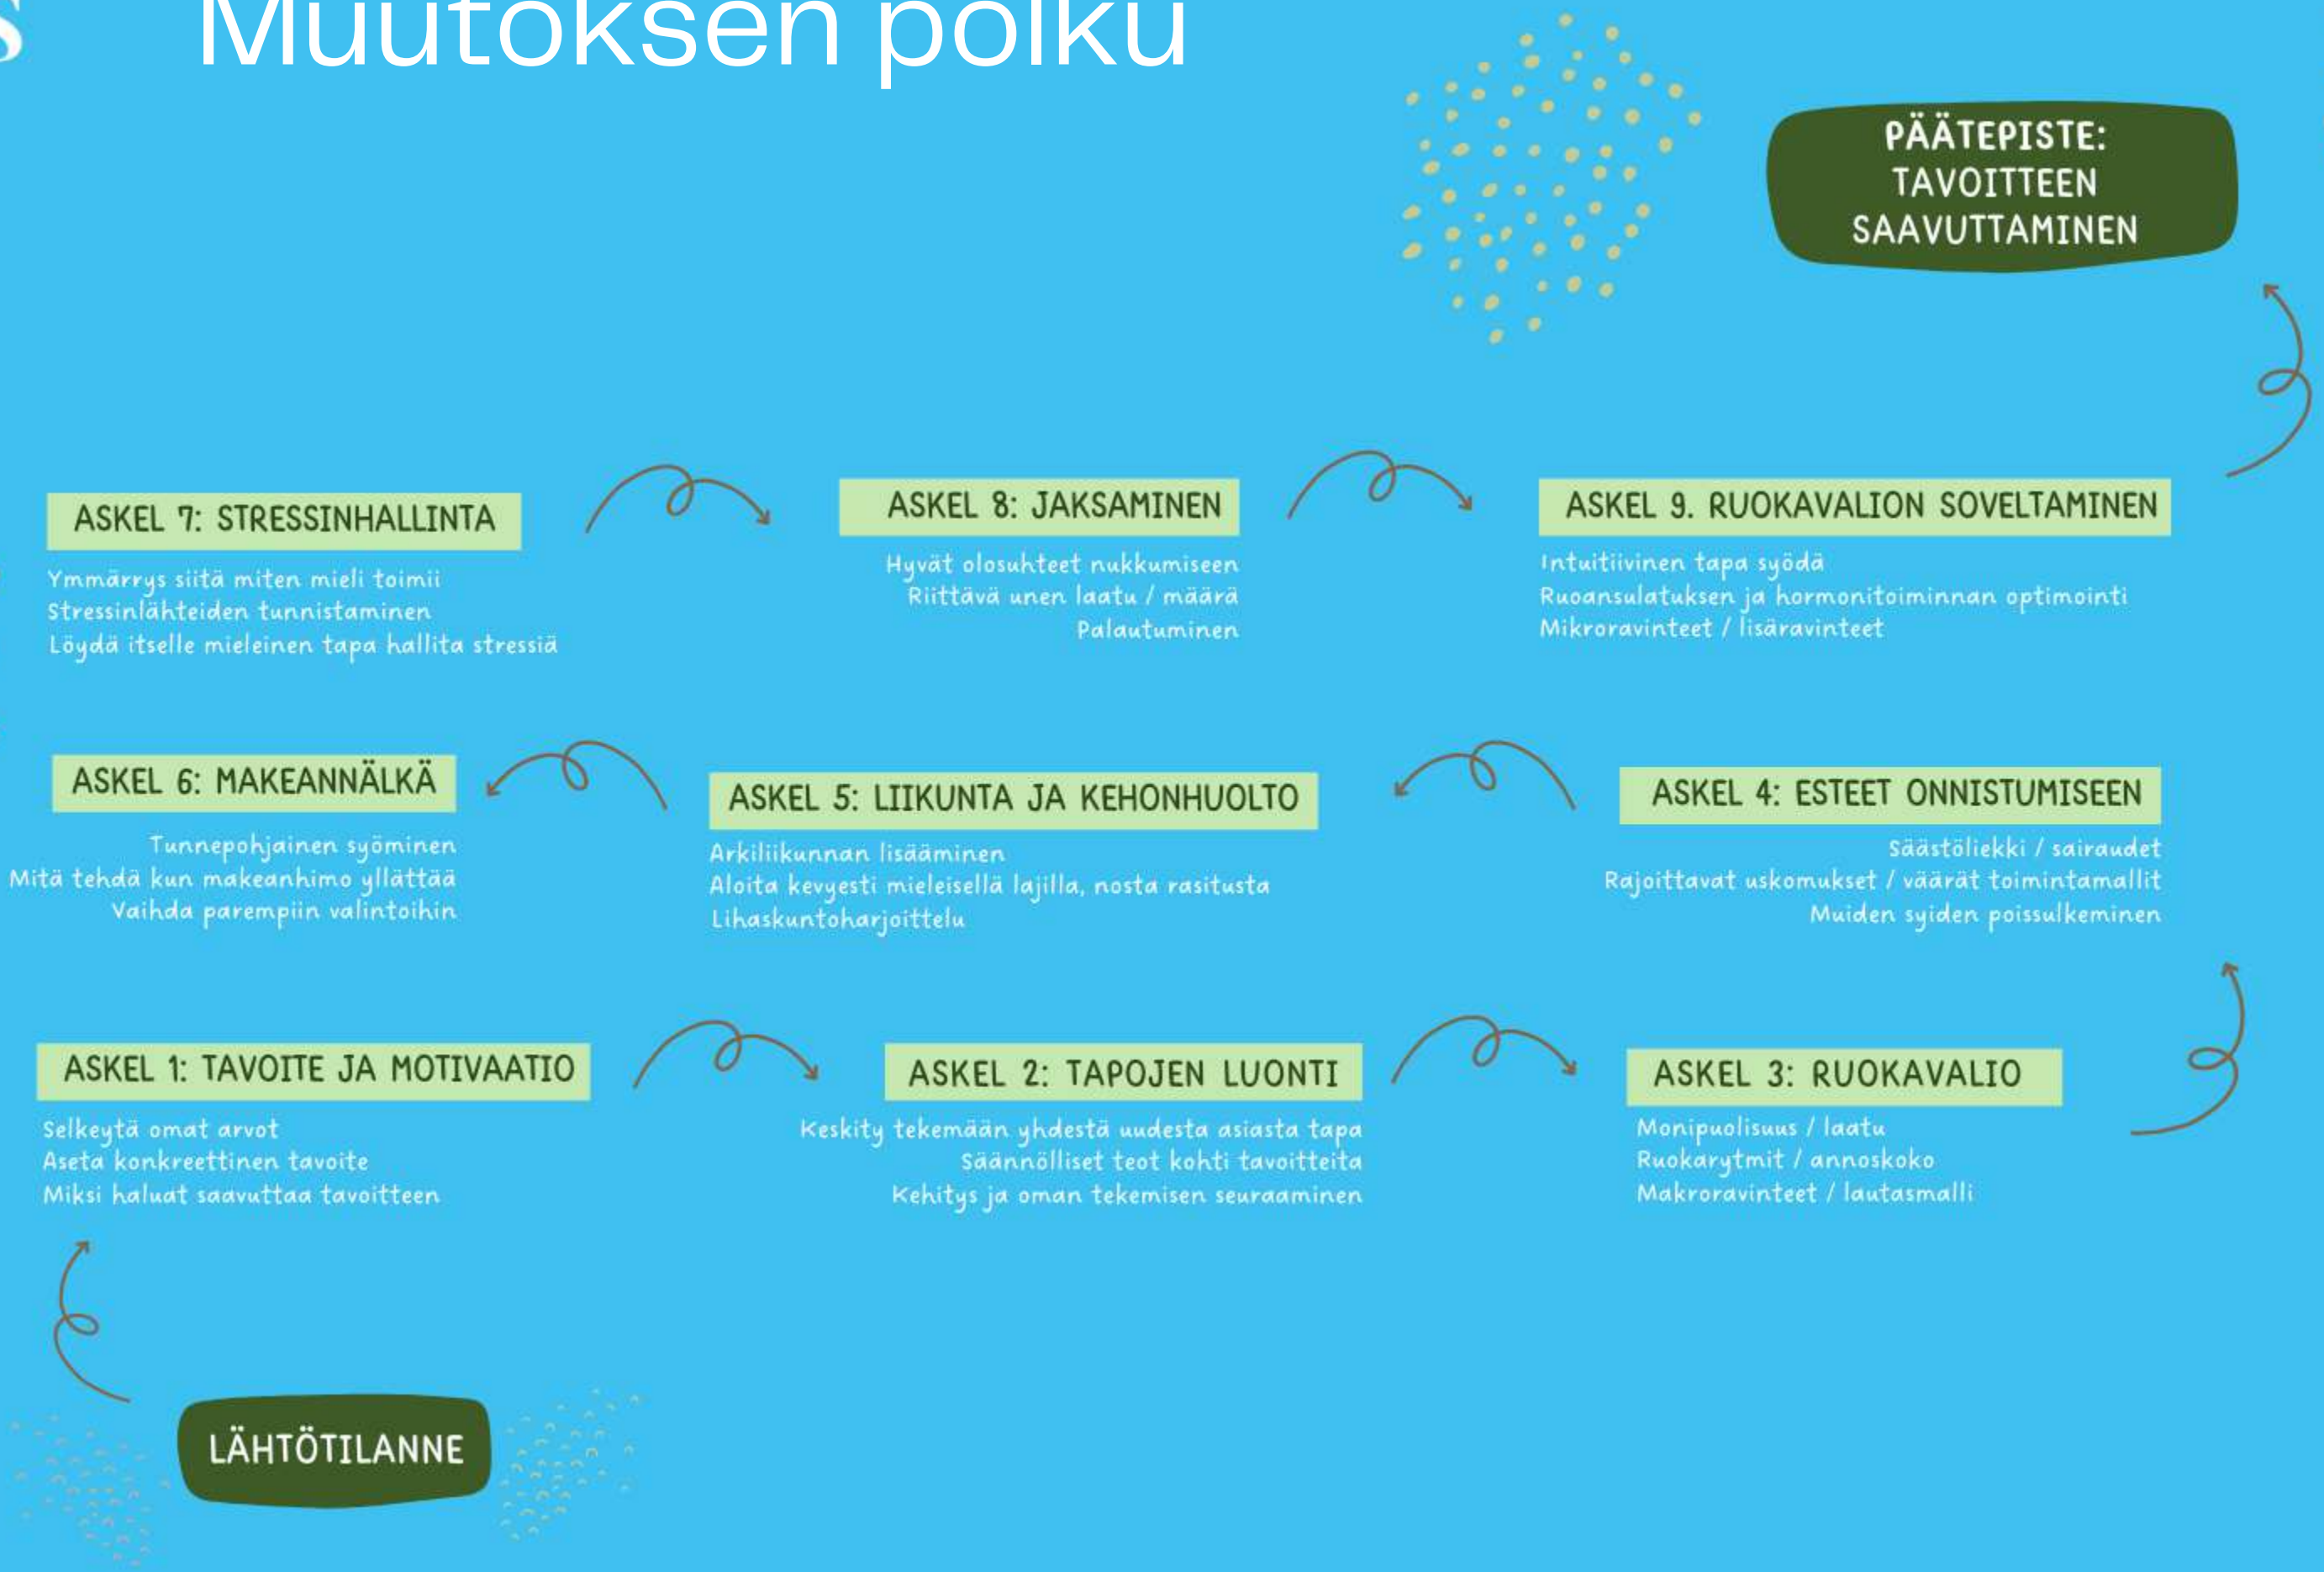 s
Muutoksen polku
PÄÄTEPISTE:
TAVOITTEEN
SAAVUTTAMINEN
ASKEL 7: STRESSINHALLINTA
Ymmärrys siitä miten mieli toimii
Stressinlähteiden tunnistaminen
Löydä itselle mieleinen tapa hallita stressiä
ASKEL 8: JAKSAMINEN
Hyvät olosuhteet nukkumiseen
Riittävä unen laatu / määrä
Palautuminen
ASKEL 9. RUOKAVALION SOVELTAMINEN
Intuitiivinen tapa syödä
Ruoansulatuksen ja hormonitoiminnan optimointi
Mikroravinteet / lisäravinteet
ASKEL 6: MAKEANNÄLKÄ
Tunnepohjainen syöminen
Mitä tehdä kun makeanhimo yllättää
Vaihda parempiin valintoihin
ASKEL 5: LIIKUNTA JA KEHONHUOLTO
Arkiliikunnan lisääminen
Aloita kevyesti mieleisellä lajilla, nosta rasitusta
Lihaskuntoharjoittelu
ASKEL 4: ESTEET ONNISTUMISEEN
Säästöliekki / sairaudet
Rajoittavat uskomukset / väärät toimintamallit
Muiden syiden poissulkeminen
ASKEL 1: TAVOITE JA MOTIVAATIO
Selkeytä omat arvot
Aseta konkreettinen tavoite
Miksi haluat saavuttaa tavoitteen
ASKEL 2: TAPOJEN LUONTI
Keskity tekemään yhdestä uudesta asiasta tapa
Säännölliset teot kohti tavoitteita
Kehitys ja oman tekemisen seuraaminen
ASKEL 3: RUOKAVALIO
Monipuolisuus / laatu
Ruokarytmit / annoskoko
Makroravinteet / lautasmalli
LÄHTÖTILANNE